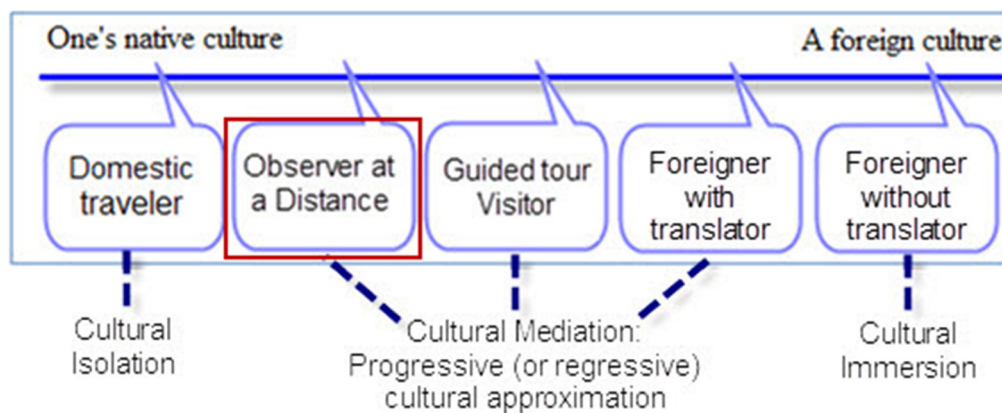 One's native culture
A foreign culture
Domestic
traveler
Observer at
a Distance
Guided tour
Visitor
Foreigner
with
translator
Foreigner
without
translator
Cultural
Isolation
Cultural Mediation:
Progressive (or regressive)
cultural approximation
Cultural
Immersion